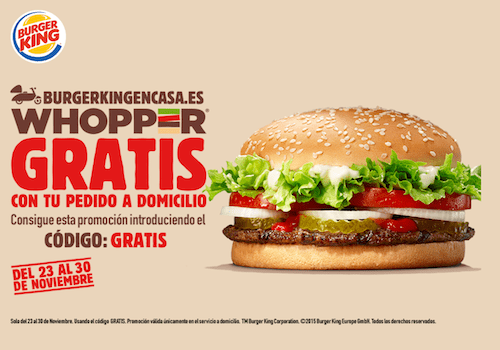 BURGER
KING
BURGERKINGENCASA.ES
WHOPPER®
GRATIS
CON TU PEDIDO A DOMICILIO
Consigue esta promoción introduciendo el
CÓDIGO: GRATIS
DEL 23 AL 30
DE NOVIEMBRE
Solo del 23 al 30 de Noviembre. Usando el código GRATIS. Promoción válida únicamente en el servicio a domicilio. TM Burger King Corporation. ©2015 Burger King Europe GmbH. Todos los derechos reservados.